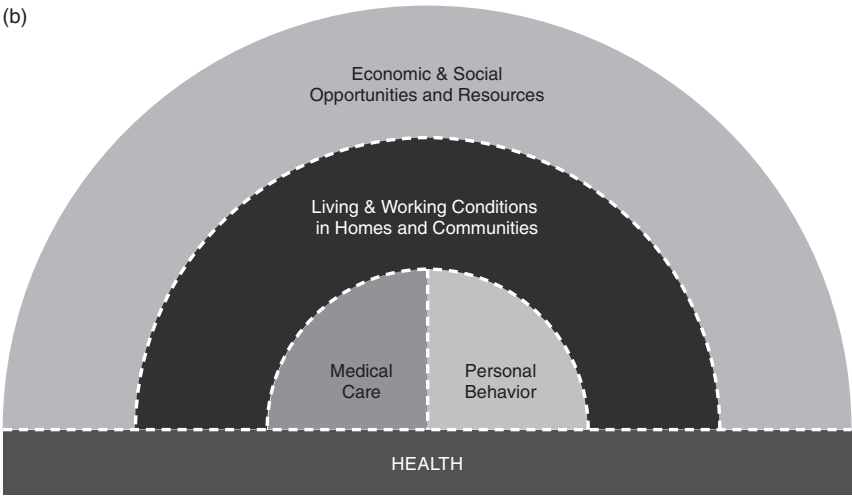 (b)
Economic & Social
Opportunities and Resources
Living & Working Conditions
in Homes and Communities
Medical
Care
Personal
Behavior
HEALTH